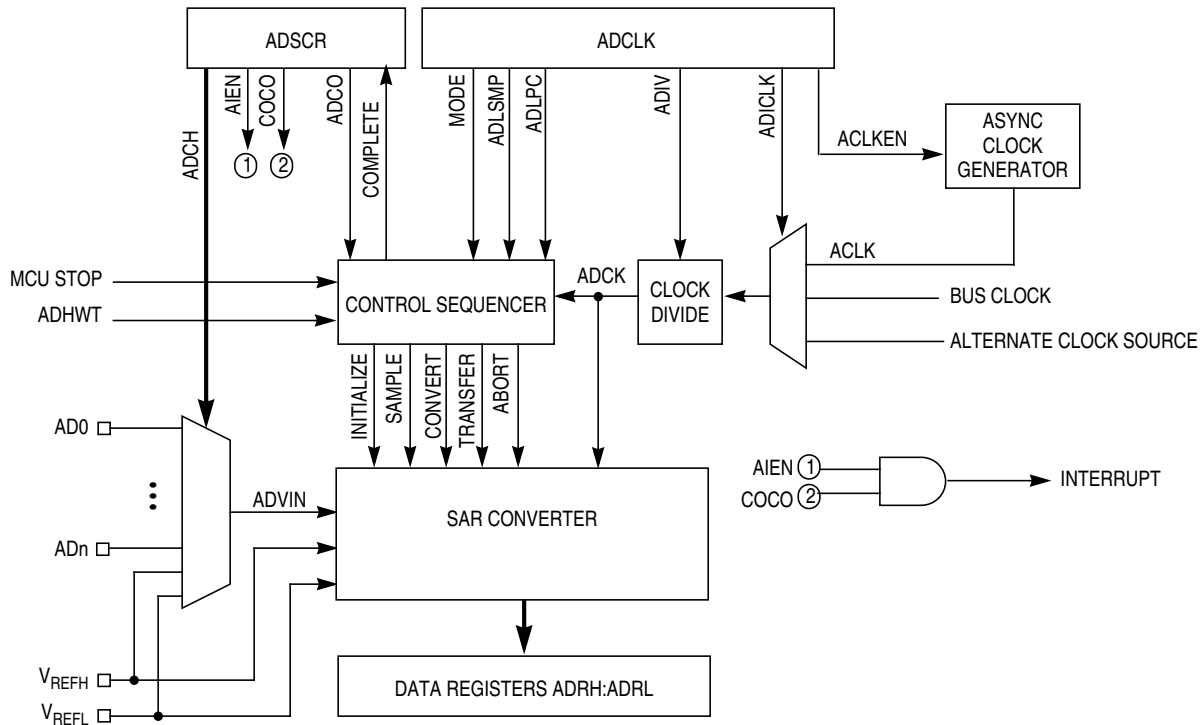 ADSCR
ADCLK
ADCH
AIEN
COCO
ADCO
COMPLETE
MODE
ADLSMP
ADLPC
ADIV
ADICLK
ACLKEN
ASYNC
CLOCK
GENERATOR
1
2
ACLK
MCU STOP
ADHWT
CONTROL SEQUENCER
ADCK
CLOCK
DIVIDE
BUS CLOCK
ALTERNATE CLOCK SOURCE
INITIALIZE
SAMPLE
CONVERT
TRANSFER
ABORT
AD0
•••
ADn
ADVIN
SAR CONVERTER
AIEN 1
COCO 2
INTERRUPT
VREFH
VREFL
DATA REGISTERS ADRH:ADRL